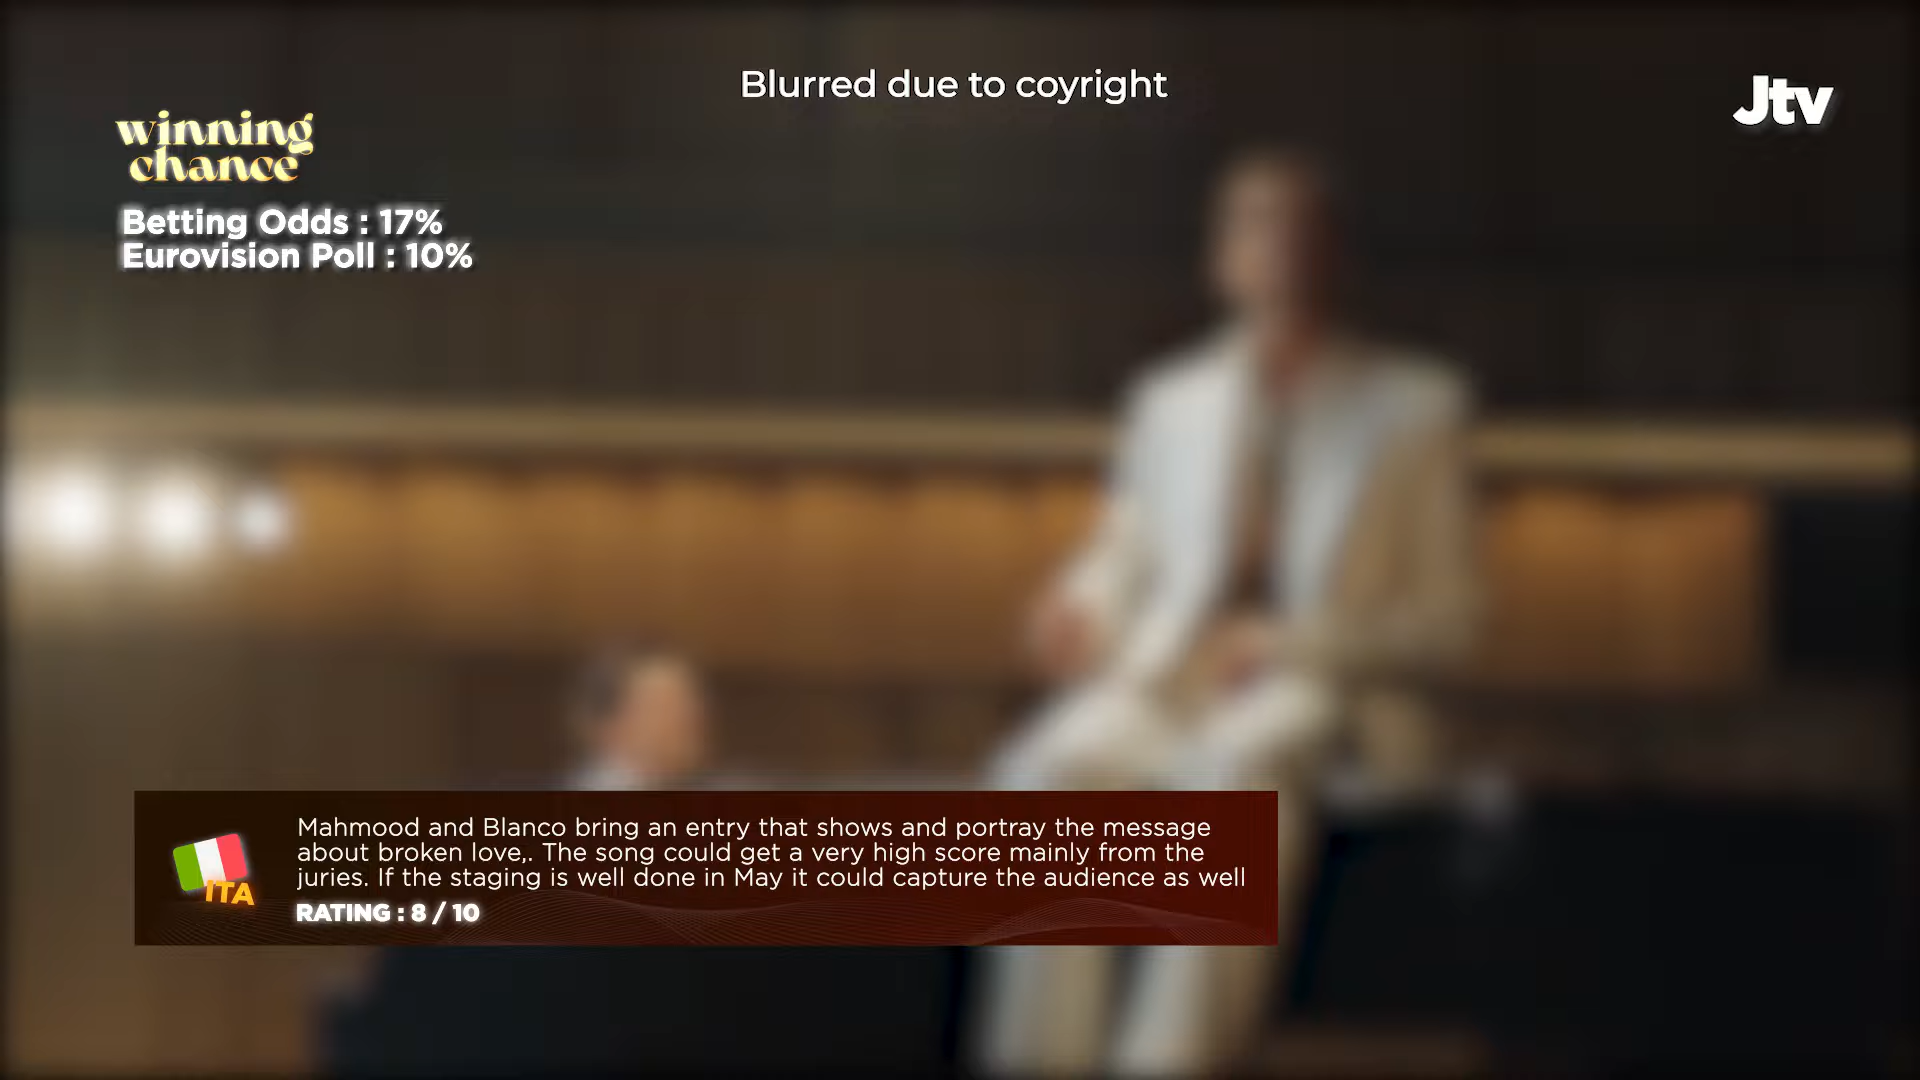 Blurred due to coyright
Jtv
winning
chance
Betting Odds : 17%
Eurovision Poll : 10%
Mahmood and Blanco bring an entry that shows and portray the message
about broken love,. The song could get a very high score mainly from the
juries. If the staging is well done in May it could capture the audience as well
ITA
RATING : 8 / 10